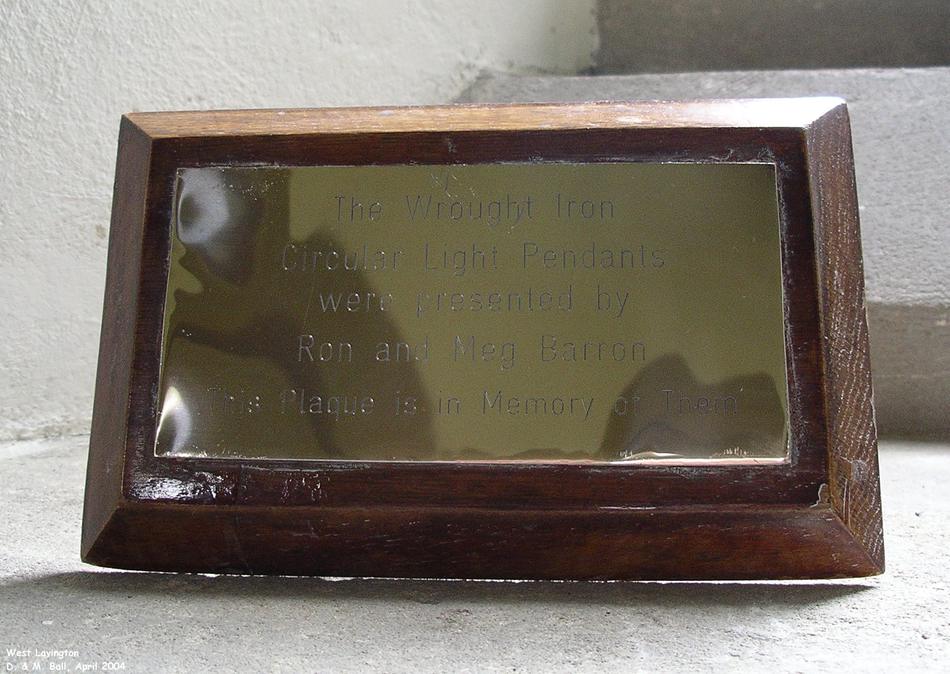 The Wrought Iron
Circular Light Pendants
were presented by
Ron and Meg Barron
This Plaque is in Memory of Them
West Lavington
D. & M. Ball, April 2004